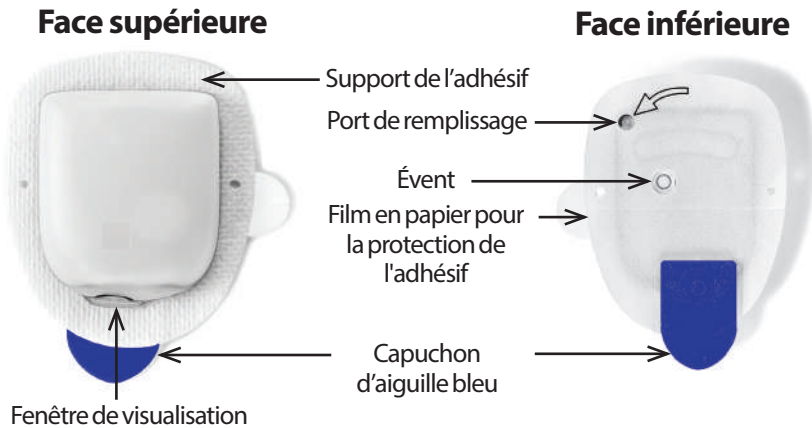 Face supérieure
Face inférieure
Support de l'adhésif
Port de remplissage
Évent
Film en papier pour
la protection de
l'adhésif
Capuchon
d'aiguille bleu
Fenêtre de visualisation